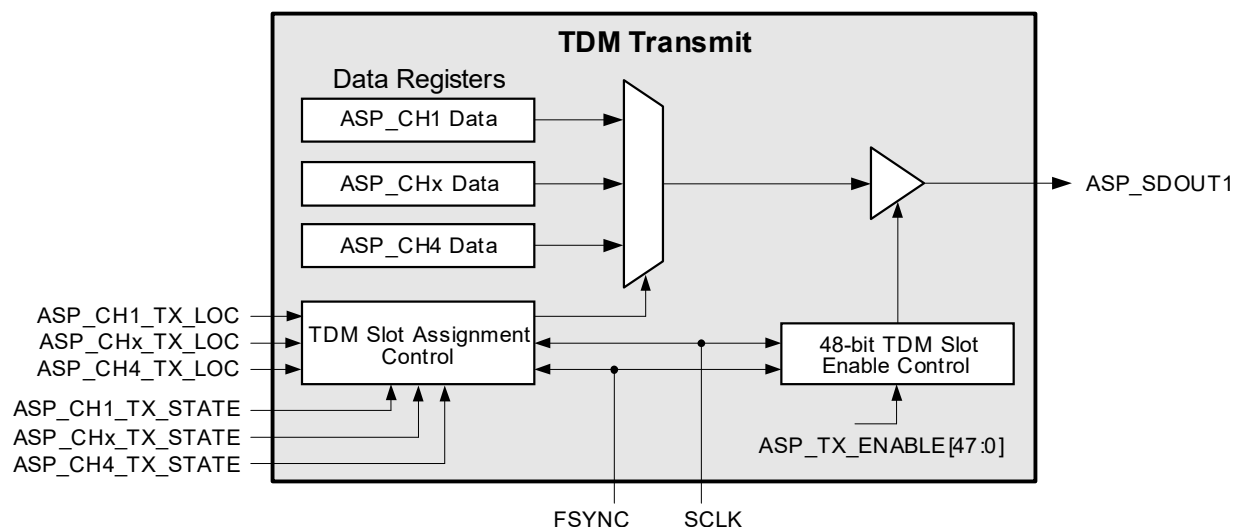 TDM Transmit
Data Registers
ASP_CH1 Data
ASP_CHx Data
ASP_CH4 Data
ASP_SDOUT1
ASP_CH1_TX_LOC
ASP_CHx_TX_LOC
ASP_CH4_TX_LOC
TDM Slot Assignment
Control
48-bit TDM Slot
Enable Control
ASP_CH1_TX_STATE
ASP_CHx_TX_STATE
ASP_CH4_TX_STATE
ASP_TX_ENABLE[47:0]
FSYNC
SCLK